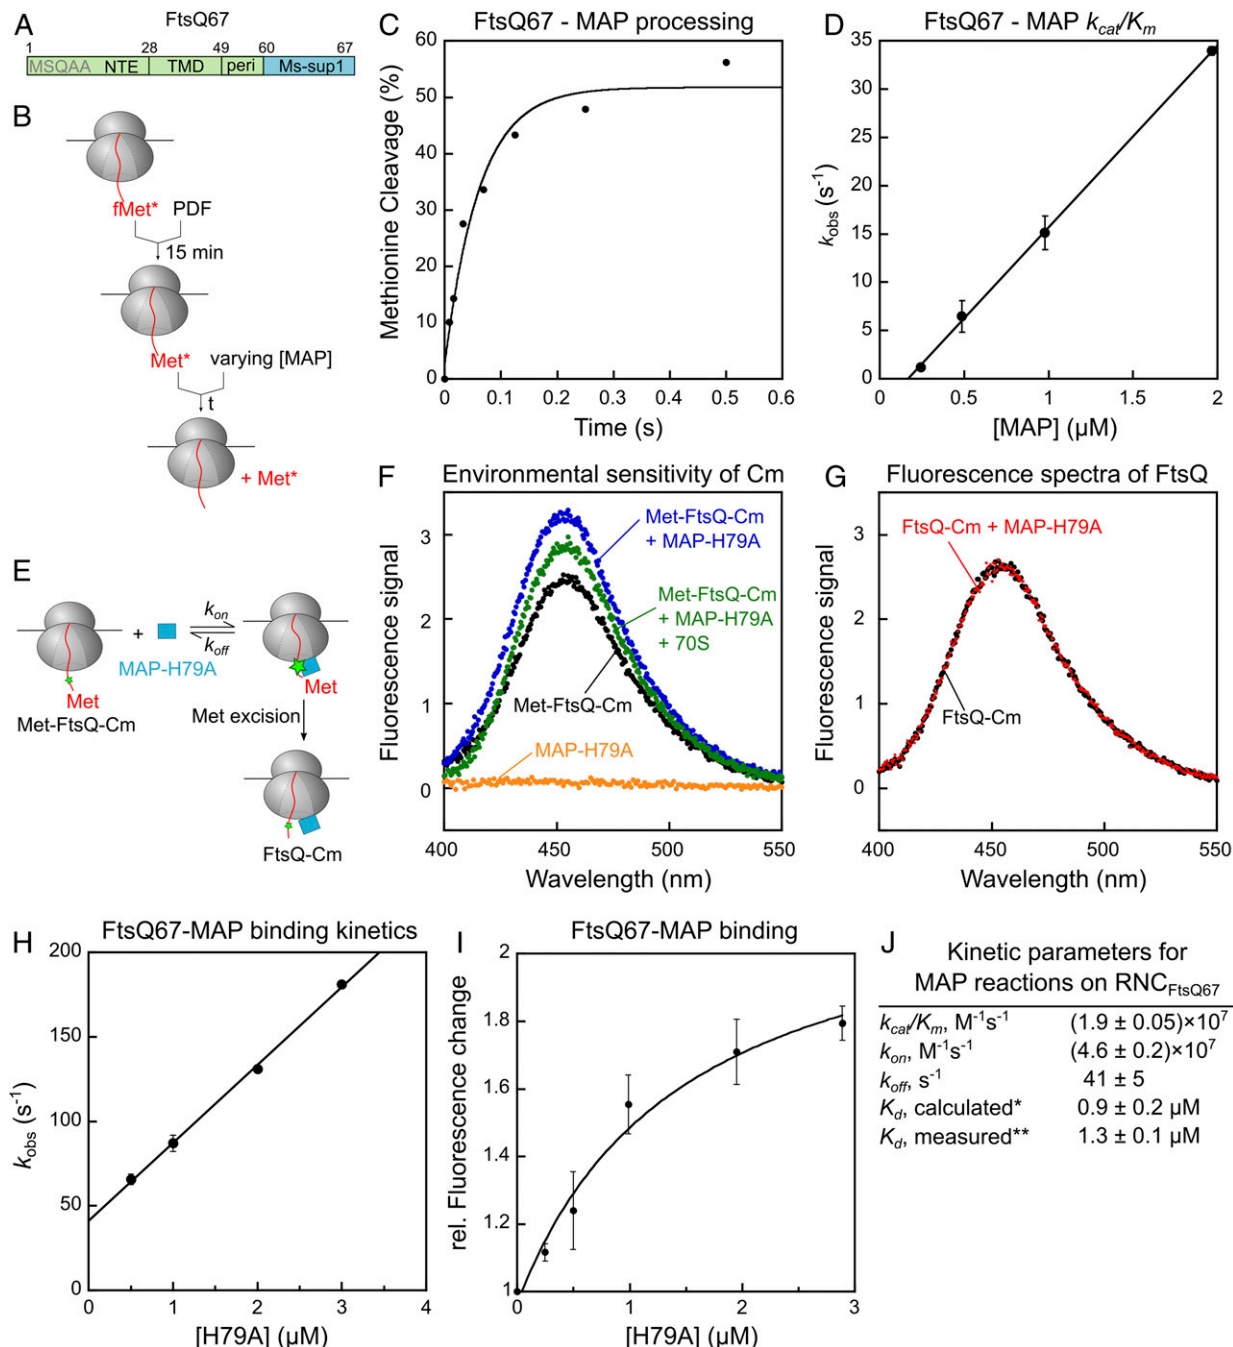 A
FtsQ67
1 28 49 60 67
MSQAA NTE TMD peri Ms-sup1
B
fMet* PDF
15 min
Met* varying [MAP]
t
+ Met*
C
FtsQ67 - MAP processing
Methionine Cleavage (%)
60
50
40
30
20
10
0
0 0.1 0.2 0.3 0.4 0.5 0.6
Time (s)
D
FtsQ67 - MAP kcat/Km
kobs (s-1)
35
30
25
20
15
10
5
0
0 0.5 1 1.5 2
[MAP] (µM)
E
kon
+
koff
MAP-H79A
Met
Met
Met-FtsQ-Cm
Met excision
FtsQ-Cm
F
Environmental sensitivity of Cm
Fluorescence signal
3
2
1
0
Met-FtsQ-Cm
+ MAP-H79A
Met-FtsQ-Cm
+ MAP-H79A
+ 70S
Met-FtsQ-Cm
MAP-H79A
400 450 500 550
Wavelength (nm)
G
Fluorescence spectra of FtsQ
Fluorescence signal
3
2
1
0
FtsQ-Cm + MAP-H79A
FtsQ-Cm
400 450 500 550
Wavelength (nm)
H
FtsQ67-MAP binding kinetics
kobs (s-1)
200
150
100
50
0
0 1 2 3 4
[H79A] (µM)
I
FtsQ67-MAP binding
rel. Fluorescence change
2
1.8
1.6
1.4
1.2
1
0 1 2 3
[H79A] (µM)
J
Kinetic parameters for
MAP reactions on RNCFtsQ67
kcat/Km, M-1s-1 (1.9 ± 0.05)×10⁷
kon, M-1s-1 (4.6 ± 0.2)×10⁷
koff, s-1 41 ± 5
Kd, calculated* 0.9 ± 0.2 µM
Kd, measured** 1.3 ± 0.1 µM